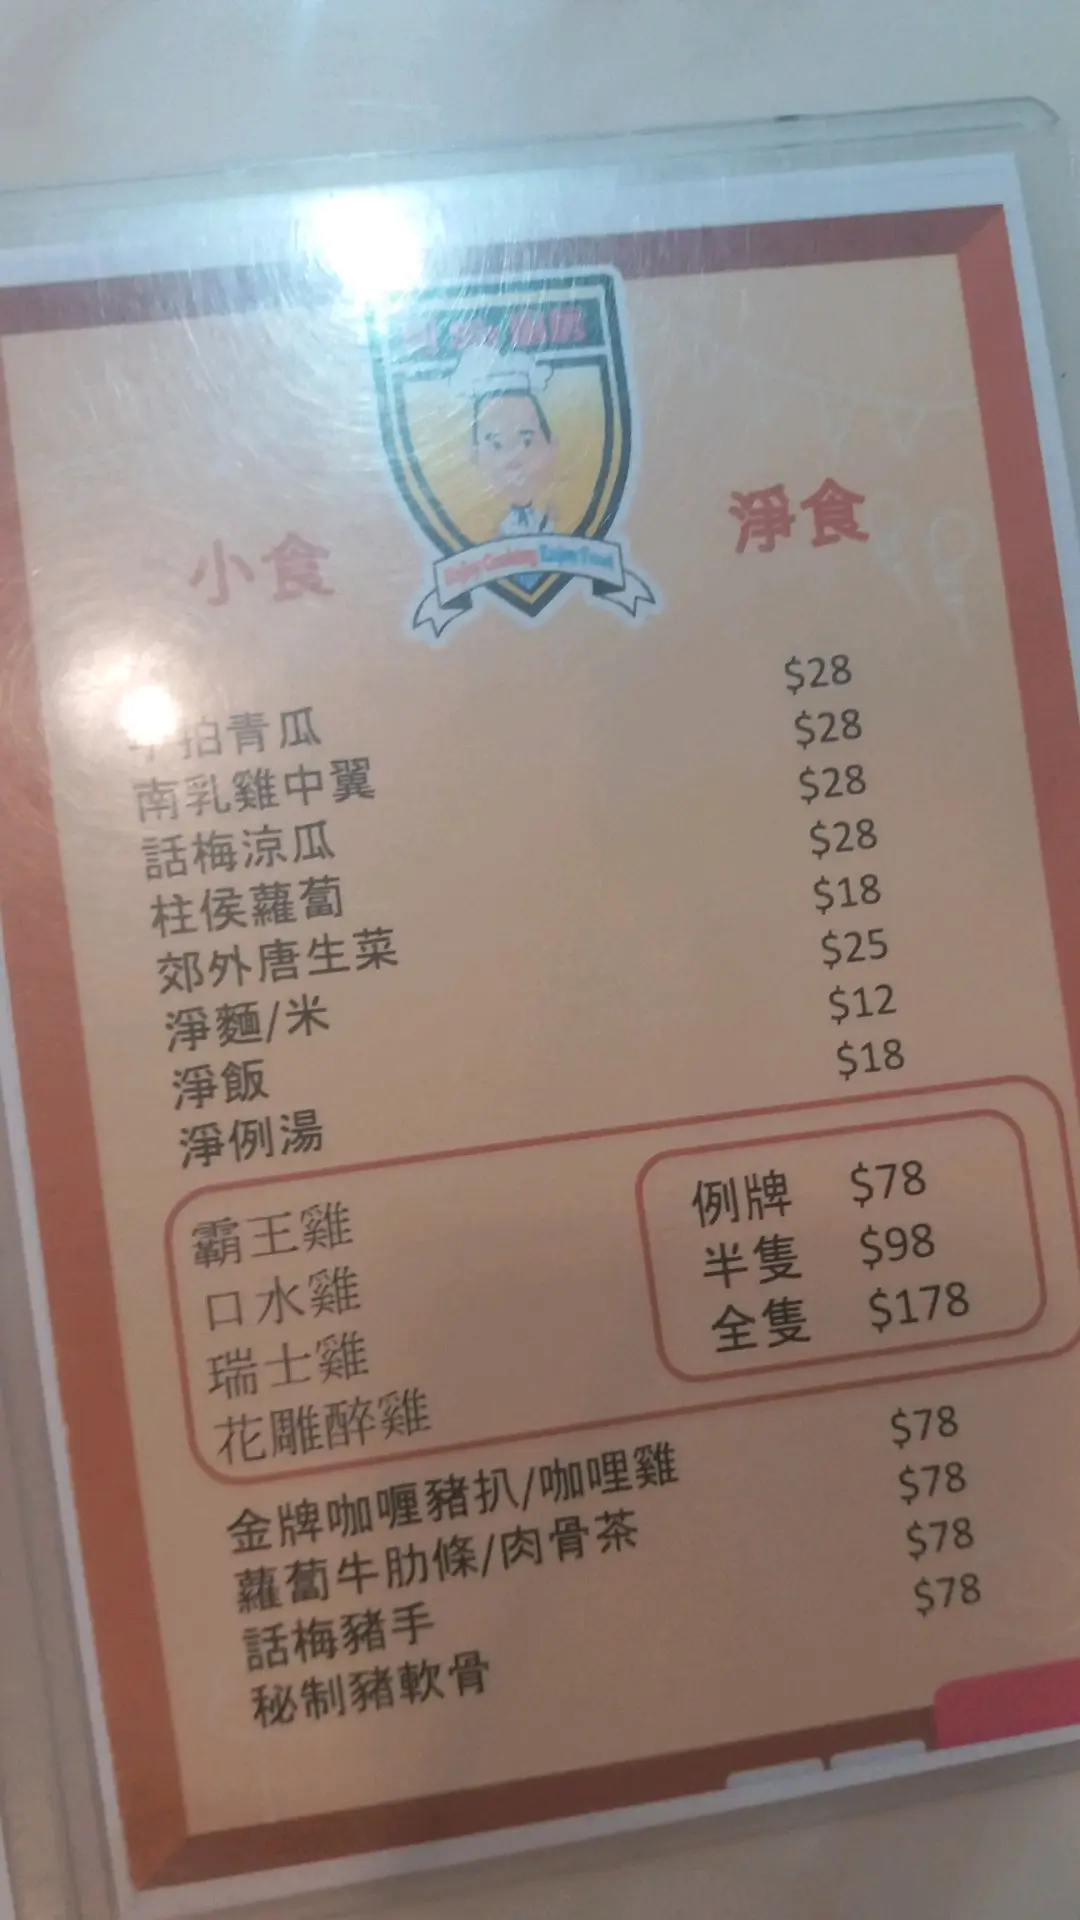 Enjoy Cooking Enjoy Food
小食 淨食
拍青瓜 $28
南乳雞中翼 $28
話梅涼瓜 $28
柱侯蘿蔔 $28
郊外唐生菜 $18
淨麵/米 $25
淨飯 $12
淨例湯 $18
霸王雞 例牌 $78
口水雞 半隻 $98
瑞士雞 全隻 $178
花雕醉雞
金牌咖喱豬扒/咖哩雞 $78
蘿蔔牛肋條/肉骨茶 $78
話梅豬手 $78
秘制豬軟骨 $78